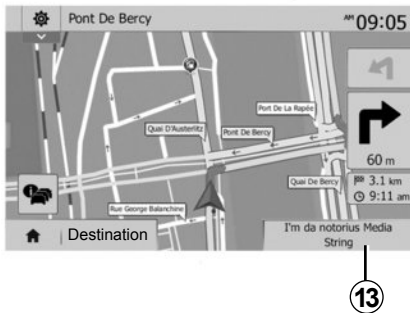 Pont De Bercy
AM 09:05
Port De La Rapée
Quai D'Austerlitz
Pont De Bercy
60 m
Quai De Bercy
3.1 km
9:11 am
Rue George Balanchine
Destination
I'm da notorius Media
String
13